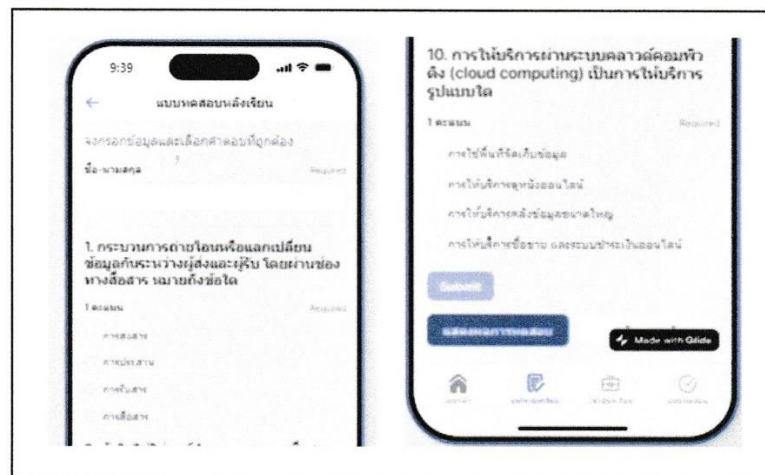 9:39
แบบทดสอบหลังเรียน
จงกรอกข้อมูลและเลือกคำตอบที่ถูกต้อง
ชื่อ-นามสกุล
Required
1. กระบวนการถ่ายโอนหรือแลกเปลี่ยน
ข้อมูลกันระหว่างผู้ส่งและผู้รับ โดยผ่านช่อง
ทางสื่อสาร หมายถึงข้อใด
1 คะแนน
Required
การส่งสาร
การประสาน
การรับสาร
การสื่อสาร
10. การให้บริการผ่านระบบคลาวด์คอมพิว
ติง (cloud computing) เป็นการให้บริการ
รูปแบบใด
1 คะแนน
Required
การใช้พื้นที่จัดเก็บข้อมูล
การให้บริการดูหนังออนไลน์
การให้บริการคลังข้อมูลขนาดใหญ่
การให้บริการซื้อขาย และระบบชำระเงินออนไลน์
Submit
แสดงผลการทดสอบ
Made with Glide